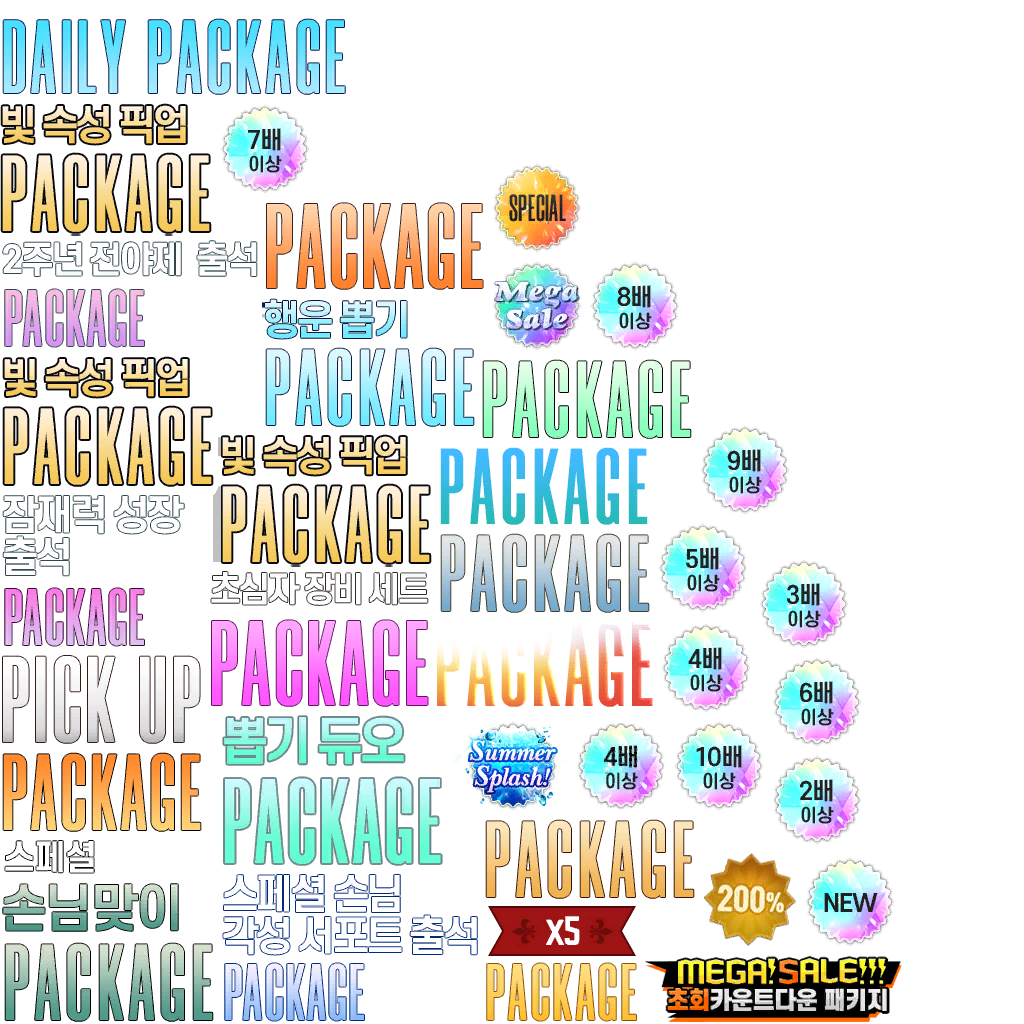 DAILY PACKAGE
빛 속성 픽업
PACKAGE
7배
이상
2주년 전야제 출석
PACKAGE
PACKAGE
SPECIAL
행운 뽑기
PACKAGE
Mega
Sale
8배
이상
빛 속성 픽업
PACKAGE
PACKAGE
잠재력 성장
출석
PACKAGE
빛 속성 픽업
PACKAGE
초심자 장비 세트
PACKAGE
PACKAGE
PACKAGE
9배
이상
5배
이상
3배
이상
PICK UP
PACKAGE
4배
이상
6배
이상
PACKAGE
스페셜
뽑기 듀오
PACKAGE
Summer
Splash!
4배
이상
10배
이상
2배
이상
손님맞이
PACKAGE
스페셜 손님
각성 서포트 출석
PACKAGE
PACKAGE
200%
NEW
X5
PACKAGE
MEGA!SALE!!!
초회카운트다운 패키지